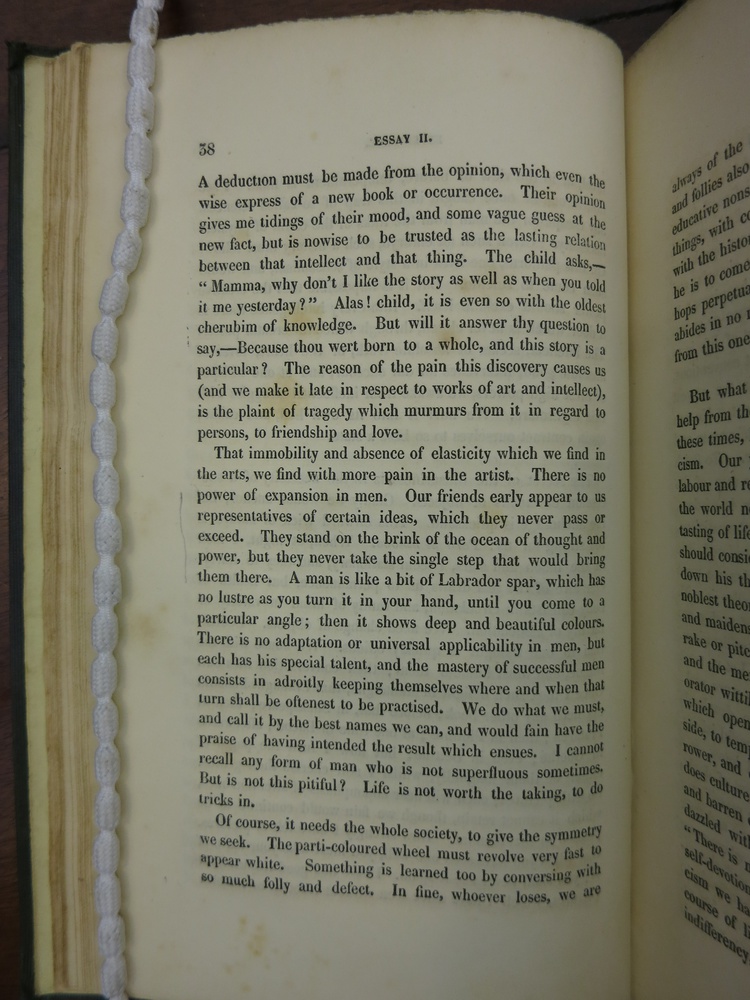 38
ESSAY II.
A deduction must be made from the opinion, which even the
wise express of a new book or occurrence. Their opinion
gives me tidings of their mood, and some vague guess at the
new fact, but is nowise to be trusted as the lasting relation
between that intellect and that thing. The child asks,—
“Mamma, why don't I like the story as well as when you told
it me yesterday?” Alas! child, it is even so with the oldest
cherubim of knowledge. But will it answer thy question to
say,—Because thou wert born to a whole, and this story is a
particular? The reason of the pain this discovery causes us
(and we make it late in respect to works of art and intellect),
is the plaint of tragedy which murmurs from it in regard to
persons, to friendship and love.
That immobility and absence of elasticity which we find in
the arts, we find with more pain in the artist. There is no
power of expansion in men. Our friends early appear to us
representatives of certain ideas, which they never pass or
exceed. They stand on the brink of the ocean of thought and
power, but they never take the single step that would bring
them there. A man is like a bit of Labrador spar, which has
no lustre as you turn it in your hand, until you come to a
particular angle; then it shows deep and beautiful colours.
There is no adaptation or universal applicability in men, but
each has his special talent, and the mastery of successful men
consists in adroitly keeping themselves where and when that
turn shall be oftenest to be practised. We do what we must,
and call it by the best names we can, and would fain have the
praise of having intended the result which ensues. I cannot
recall any form of man who is not superfluous sometimes.
But is not this pitiful? Life is not worth the taking, to do
tricks in.
Of course, it needs the whole society, to give the symmetry
we seek. The parti-coloured wheel must revolve very fast to
appear white. Something is learned too by conversing with
so much folly and defect. In fine, whoever loses, we are
always of the
and follies also
educative nons
things, with co
with the histo
he is to come
hops perpetua
abides in no
from this one
But what
help from th
these times,
cism. Our
labour and re
the world n
tasting of life
should consi
down his th
noblest theo
and maidens
rake or pitc
and the me
orator witti
which open
side, to tem
rower, and
does culture
and barren
dazzled with
“There is n
self-devotion
cism we ha
course of li
indifferency